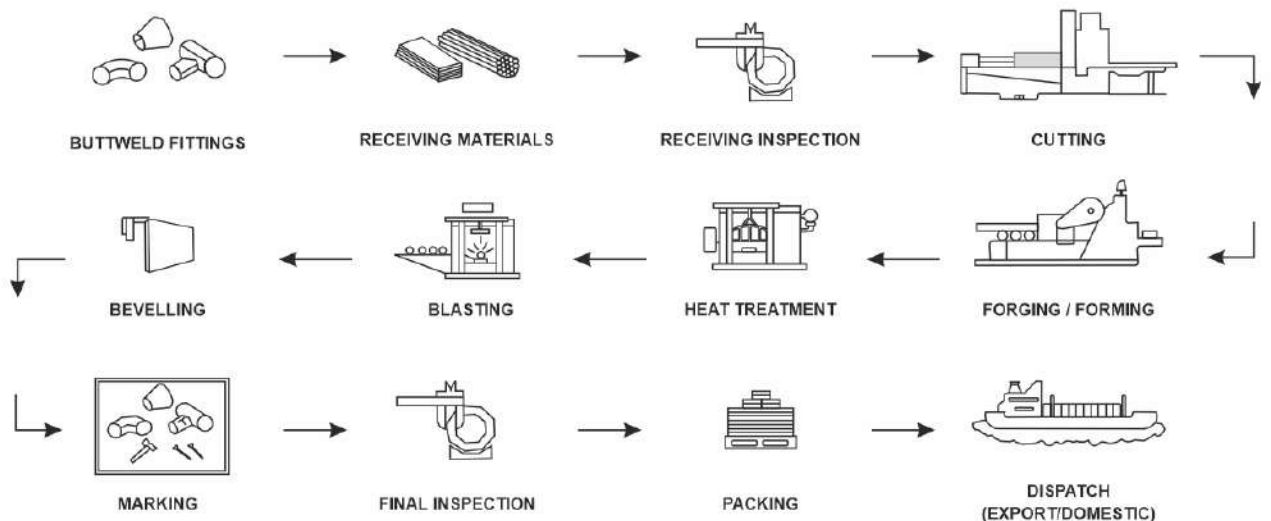 BUTTWELD FITTINGS
RECEIVING MATERIALS
M
RECEIVING INSPECTION
CUTTING
FORGING / FORMING
HEAT TREATMENT
BLASTING
BEVELLING
MARKING
M
FINAL INSPECTION
PACKING
DISPATCH
(EXPORT/DOMESTIC)